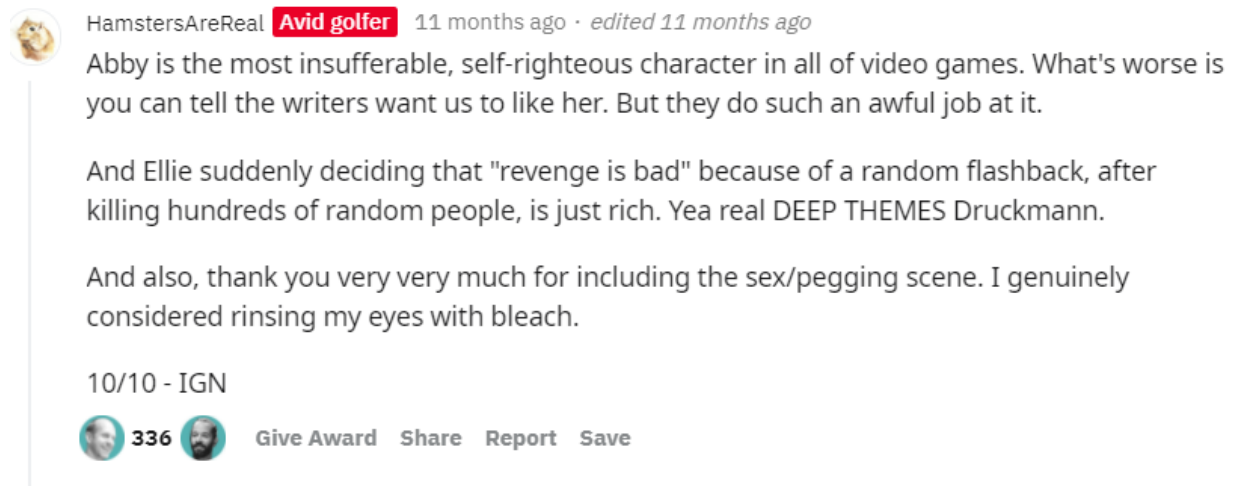 HamstersAreReal Avid golfer 11 months ago · edited 11 months ago
Abby is the most insufferable, self-righteous character in all of video games. What's worse is
you can tell the writers want us to like her. But they do such an awful job at it.
And Ellie suddenly deciding that "revenge is bad" because of a random flashback, after
killing hundreds of random people, is just rich. Yea real DEEP THEMES Druckmann.
And also, thank you very very much for including the sex/pegging scene. I genuinely
considered rinsing my eyes with bleach.
10/10 - IGN
336 Give Award Share Report Save